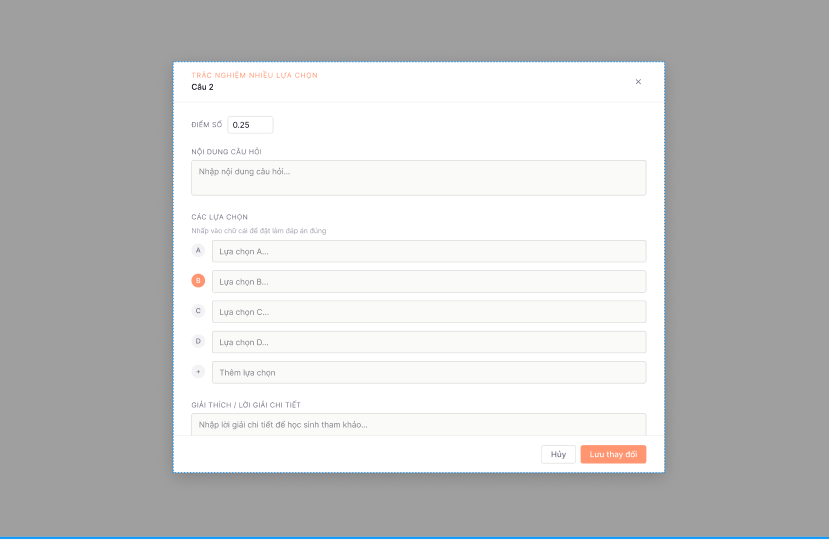 TRẮC NGHIỆM NHIỀU LỰA CHỌN
Câu 2
×
ĐIỂM SỐ 0.25
NỘI DUNG CÂU HỎI
Nhập nội dung câu hỏi...
CÁC LỰA CHỌN
Nhấp vào chữ cái để đặt làm đáp án đúng
A Lựa chọn A...
B Lựa chọn B...
C Lựa chọn C...
D Lựa chọn D...
+ Thêm lựa chọn
GIẢI THÍCH / LỜI GIẢI CHI TIẾT
Nhập lời giải chi tiết để học sinh tham khảo...
Hủy Lưu thay đổi